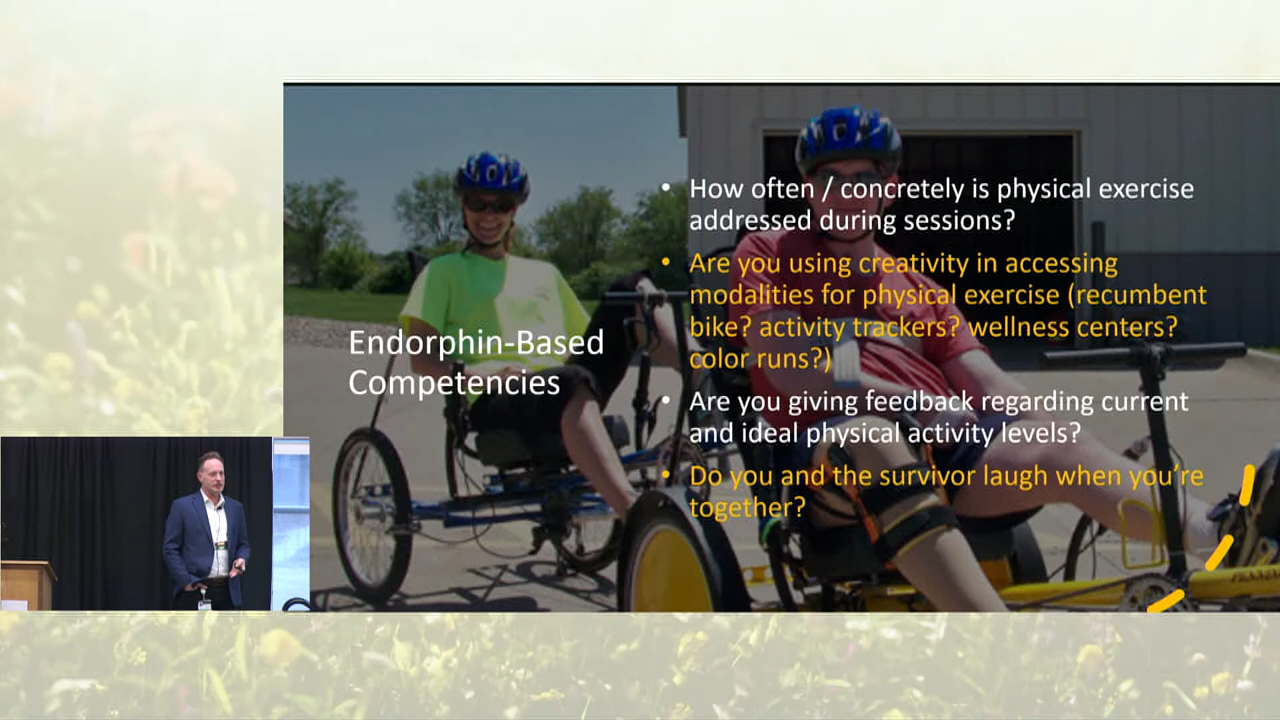 Endorphin-Based
Competencies
• How often / concretely is physical exercise
addressed during sessions?
• Are you using creativity in accessing
modalities for physical exercise (recumbent
bike? activity trackers? wellness centers?
color runs?)
• Are you giving feedback regarding current
and ideal physical activity levels?
• Do you and the survivor laugh when you’re
together?